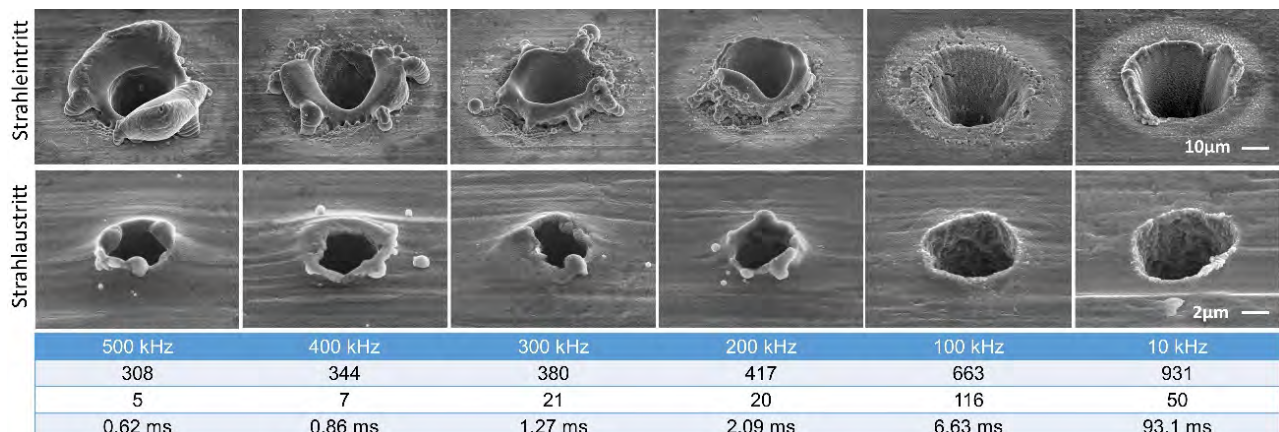 Strahleintritt
10µm
Strahlaustritt
2µm
500 kHz 400 kHz 300 kHz 200 kHz 100 kHz 10 kHz
308 344 380 417 663 931
5 7 21 20 116 50
0.62 ms 0.86 ms 1.27 ms 2.09 ms 6.63 ms 93.1 ms